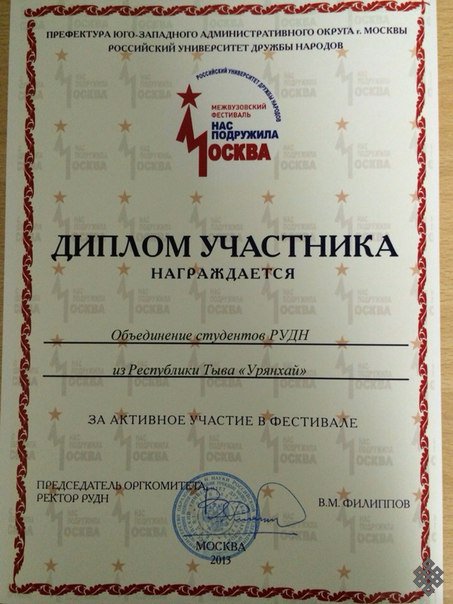 ПРЕФЕКТУРА ЮГО-ЗАПАДНОГО АДМИНИСТРАТИВНОГО ОКРУГА г. МОСКВЫ
РОССИЙСКИЙ УНИВЕРСИТЕТ ДРУЖБЫ НАРОДОВ
РОССИЙСКИЙ УНИВЕРСИТЕТ ДРУЖБЫ НАРОДОВ
МЕЖВУЗОВСКИЙ
ФЕСТИВАЛЬ
НАС
ПОДРУЖИЛА
МОСКВА
ДИПЛОМ УЧАСТНИКА
НАГРАЖДАЕТСЯ
Объединение студентов РУДН
из Республики Тыва «Урянхай»
ЗА АКТИВНОЕ УЧАСТИЕ В ФЕСТИВАЛЕ
ПРЕДСЕДАТЕЛЬ ОРГКОМИТЕТА,
РЕКТОР РУДН
В.М. ФИЛИППОВ
МОСКВА
2013